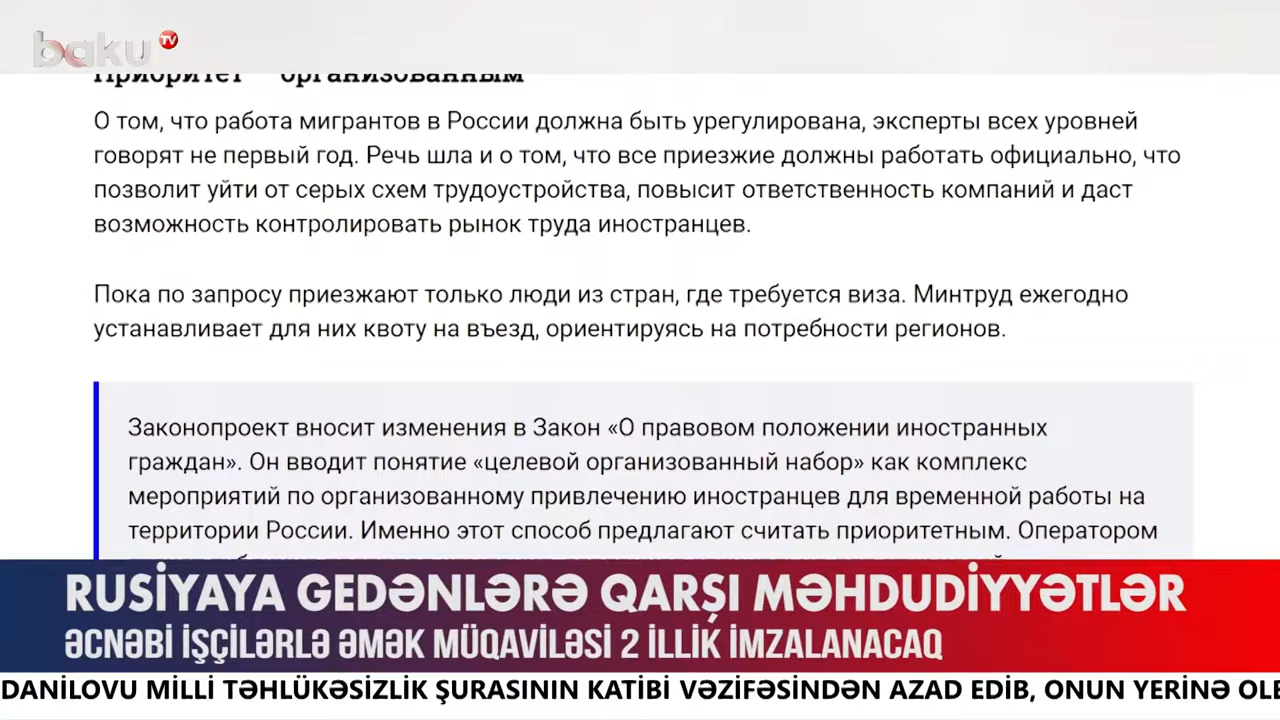 baku TV
Приоритет – организованным
О том, что работа мигрантов в России должна быть урегулирована, эксперты всех уровней
говорят не первый год. Речь шла и о том, что все приезжие должны работать официально, что
позволит уйти от серых схем трудоустройства, повысит ответственность компаний и даст
возможность контролировать рынок труда иностранцев.
Пока по запросу приезжают только люди из стран, где требуется виза. Минтруд ежегодно
устанавливает для них квоту на въезд, ориентируясь на потребности регионов.
Законопроект вносит изменения в Закон «О правовом положении иностранных
граждан». Он вводит понятие «целевой организованный набор» как комплекс
мероприятий по организованному привлечению иностранцев для временной работы на
территории России. Именно этот способ предлагают считать приоритетным. Оператором
RUSİYAYA GEDƏNLƏRƏ QARŞI MƏHDUDİYYƏTLƏR
ƏCNƏBİ İŞÇİLƏRLƏ ƏMƏK MÜQAVİLƏSİ 2 İLLİK İMZALANACAQ
DANİLOVU MİLLİ TƏHLÜKƏSİZLİK ŞURASININ KATİBİ VƏZİFƏSİNDƏN AZAD EDİB, ONUN YERİNƏ OLE